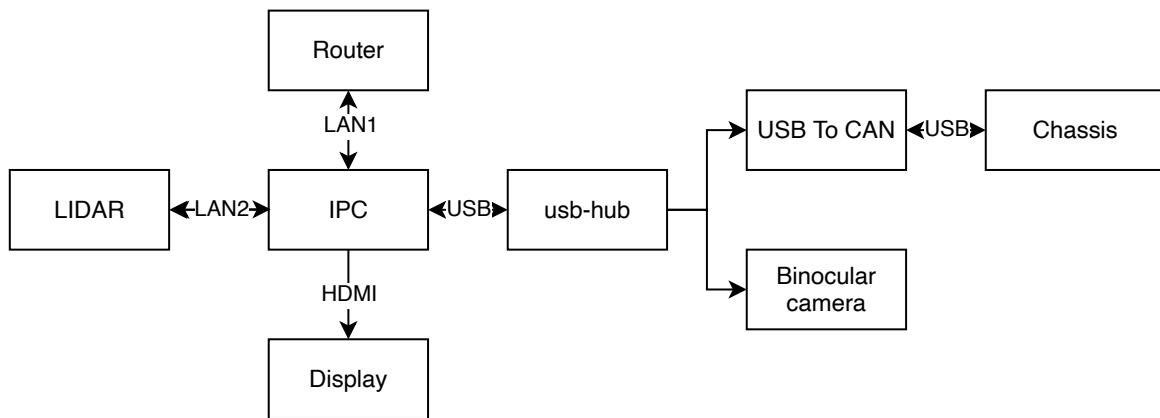 Router
LAN1
USB To CAN
USB
Chassis
LIDAR
LAN2
IPC
USB
usb-hub
HDMI
Binocular
camera
Display